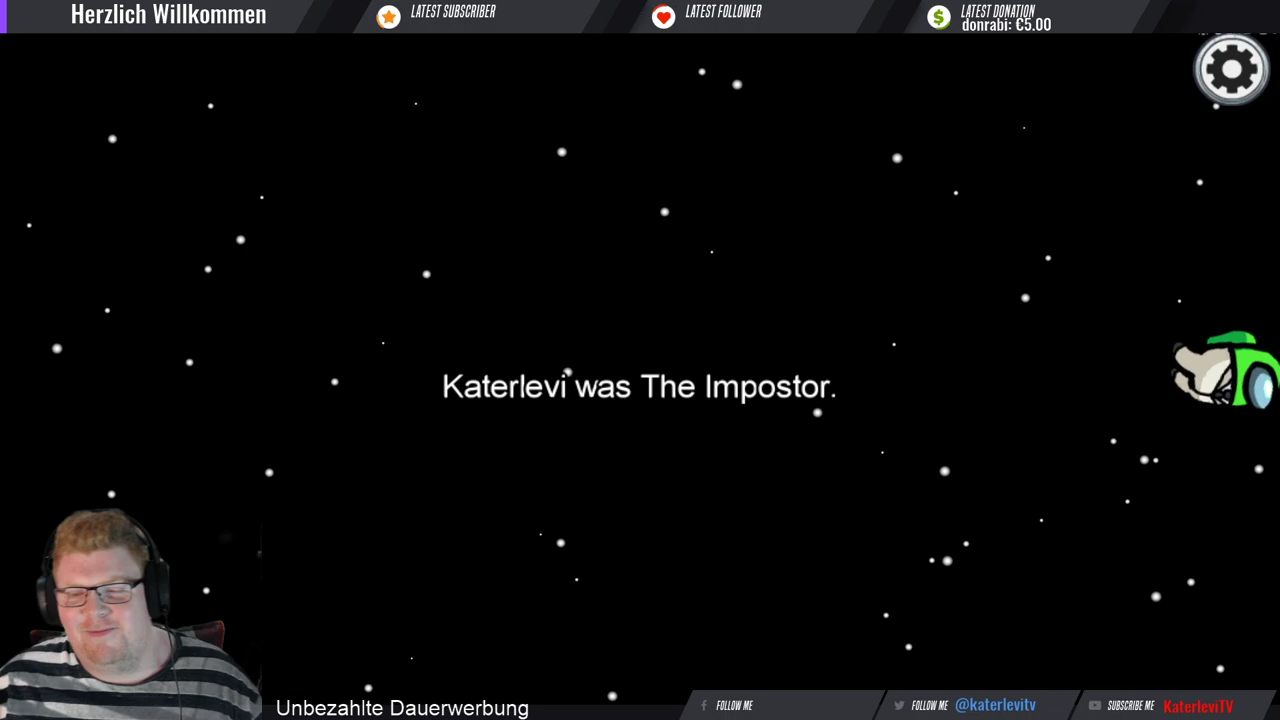 Herzlich Willkommen
LATEST SUBSCRIBER
LATEST FOLLOWER
LATEST DONATION
donrabi: €5.00
Katerlevi was The Impostor.
Unbezahlte Dauerwerbung
FOLLOW ME
FOLLOW ME @katerlevitv
SUBSCRIBE ME KaterleviTV